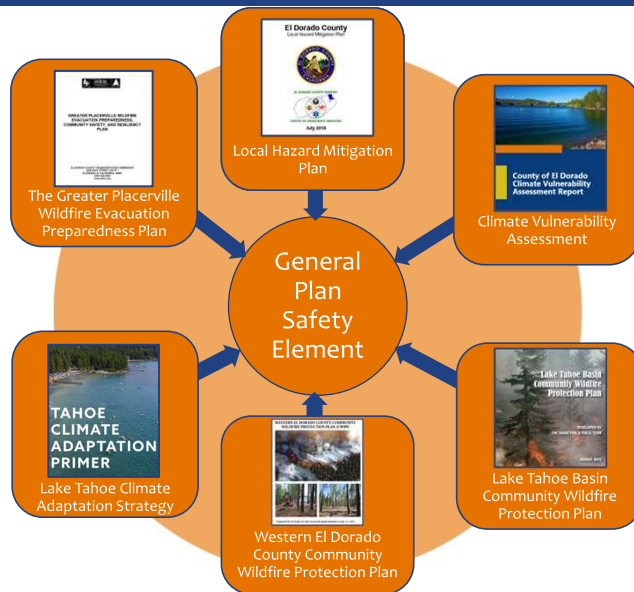 El Dorado County
Local Hazard Mitigation Plan
July 2018
Local Hazard Mitigation
Plan
GREATER PLACERVILLE WILDFIRE
EVACUATION PREPAREDNESS,
COMMUNITY SAFETY, AND RESILIENCY
PLAN
The Greater Placerville
Wildfire Evacuation
Preparedness Plan
County of El Dorado
Climate Vulnerability
Assessment Report
Climate Vulnerability
Assessment
General
Plan
Safety
Element
TAHOE
CLIMATE
ADAPTATION
PRIMER
Lake Tahoe Climate
Adaptation Strategy
WESTERN EL DORADO COUNTY COMMUNITY
WILDFIRE PROTECTION PLAN (CWPP)
Western El Dorado
County Community
Wildfire Protection Plan
Lake Tahoe Basin
Community Wildfire
Protection Plan
DEVELOPED BY
Lake Tahoe Basin
Community Wildfire
Protection Plan